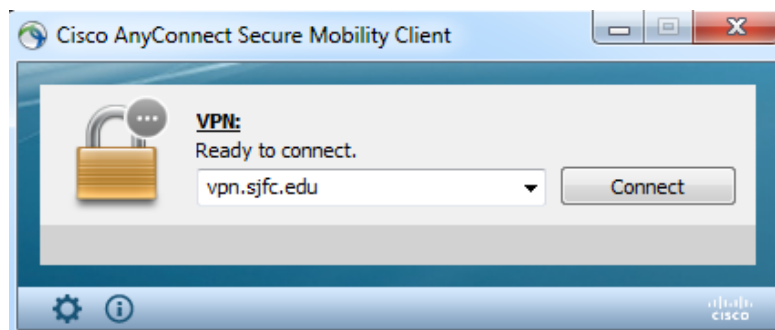 Cisco AnyConnect Secure Mobility Client
VPN:
Ready to connect.
vpn.sjfc.edu
Connect
CISCO